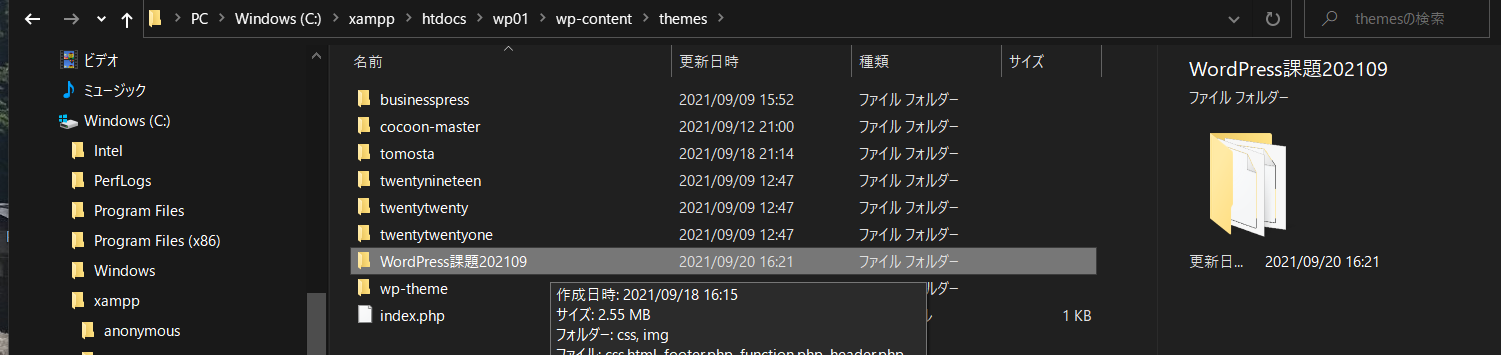 PC > Windows (C:) > xampp > htdocs > wp01 > wp-content > themes >
themesの検索
ビデオ
ミュージック
Windows (C:)
Intel
PerfLogs
Program Files
Program Files (x86)
Windows
xampp
anonymous
名前 更新日時 種類 サイズ
businesspress 2021/09/09 15:52 ファイル フォルダー
cocoon-master 2021/09/12 21:00 ファイル フォルダー
tomosta 2021/09/18 21:14 ファイル フォルダー
twentynineteen 2021/09/09 12:47 ファイル フォルダー
twentytwenty 2021/09/09 12:47 ファイル フォルダー
twentytwentyone 2021/09/09 12:47 ファイル フォルダー
WordPress課題202109 2021/09/20 16:21 ファイル フォルダー
wp-theme ルダー
index.php 1 KB
作成日時: 2021/09/18 16:15
サイズ: 2.55 MB
フォルダー: css, img
ファイル: css.html, footer.php, function.php, header.php,
WordPress課題202109
ファイル フォルダー
更新日... 2021/09/20 16:21